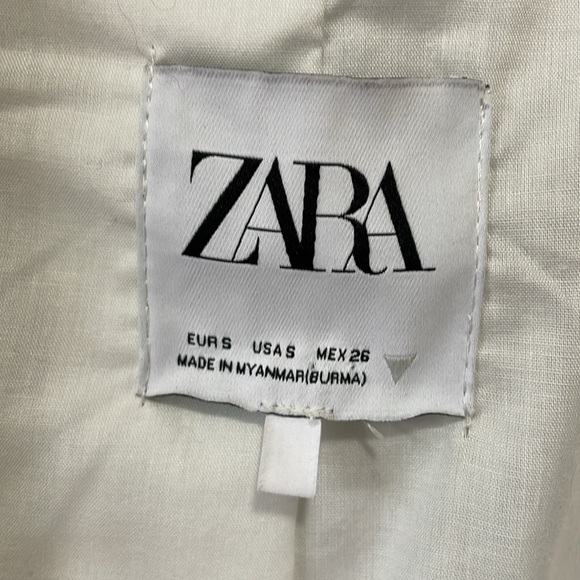 ZARA
EUR S USA S MEX 26
MADE IN MYANMAR(BURMA)